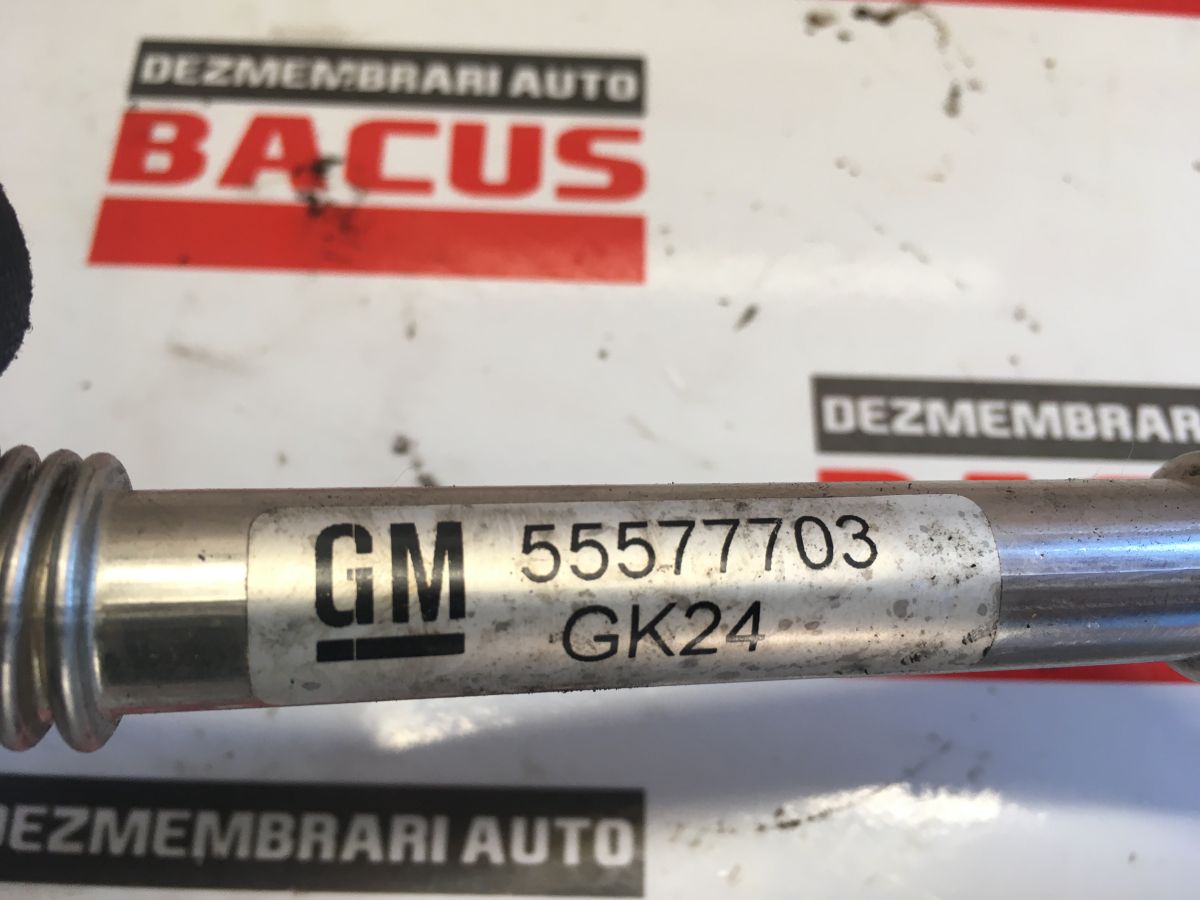 DEZMEMBRARI AUTO
BACUS
DEZMEMBRAR
GM 55577703
GK24
DEZMEMBRARI AUTO